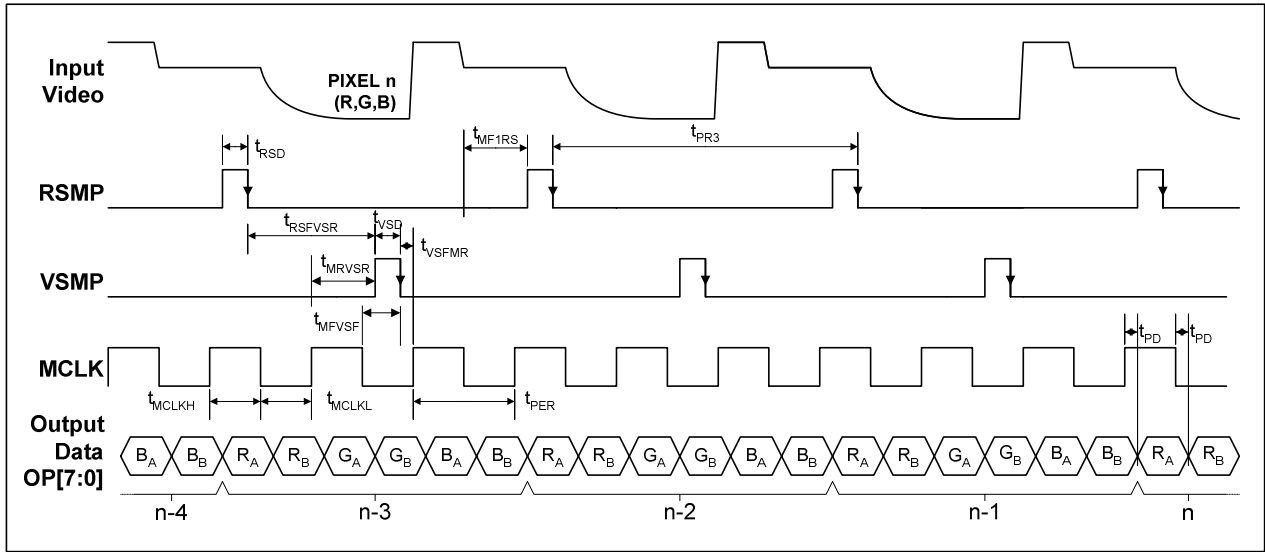 Input
Video
PIXEL n
(R,G,B)
tRSD
tMF1RS
tPR3
RSMP
tRSFVSR
tVSD
tVSFMR
tMRVSR
VSMP
tMFVSF
tPD
tPD
MCLK
tMCLKH
tMCLKL
tPER
Output
Data
OP[7:0]
BA BB RA RB GA GB BA BB RA RB GA GB BA BB RA RB GA GB BA BB RA RB
n-4 n-3 n-2 n-1 n